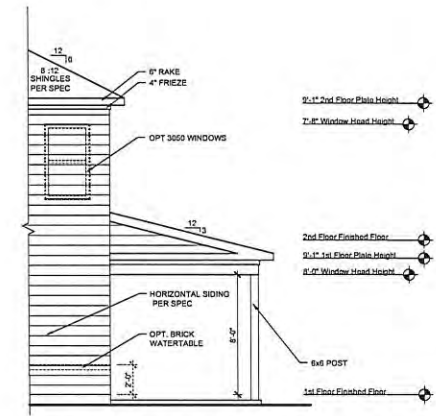 12
6
8 :12
SHINGLES
PER SPEC
6" RAKE
4" FRIEZE
OPT 3050 WINDOWS
12
3
HORIZONTAL SIDING
PER SPEC
OPT. BRICK
WATERTABLE
2'-0"
8'-0"
6x6 POST
9'-1" 2nd Floor Plate Height
7'-8" Window Head Height
2nd Floor Finished Floor
9'-1" 1st Floor Plate Height
8'-0" Window Head Height
1st Floor Finished Floor